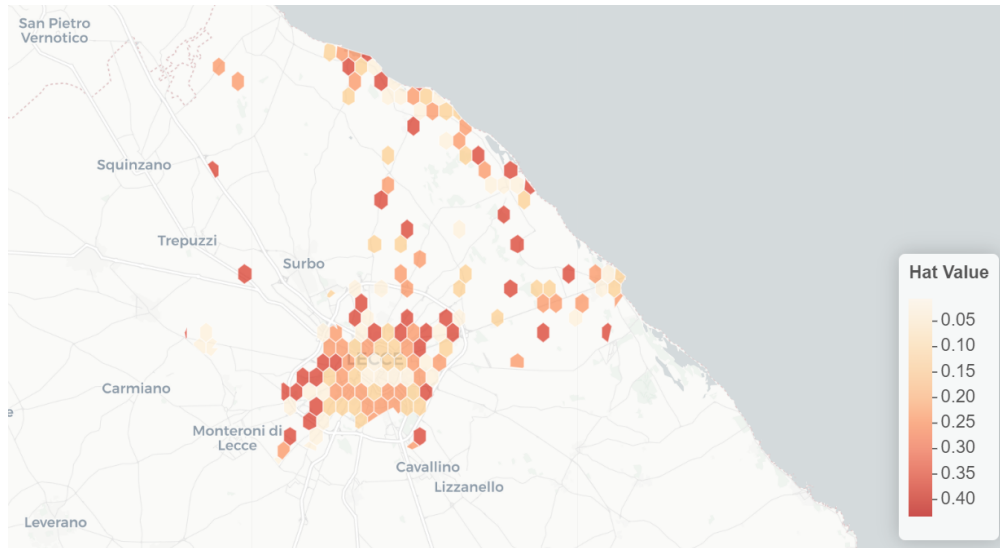 San Pietro
Vernotico
Squinzano
Trepuzzi
Surbo
LECCE
Carmiano
Monteroni di
Lecce
Cavallino
Lizzanello
Leverano
e
Hat Value
0.05
0.10
0.15
0.20
0.25
0.30
0.35
0.40